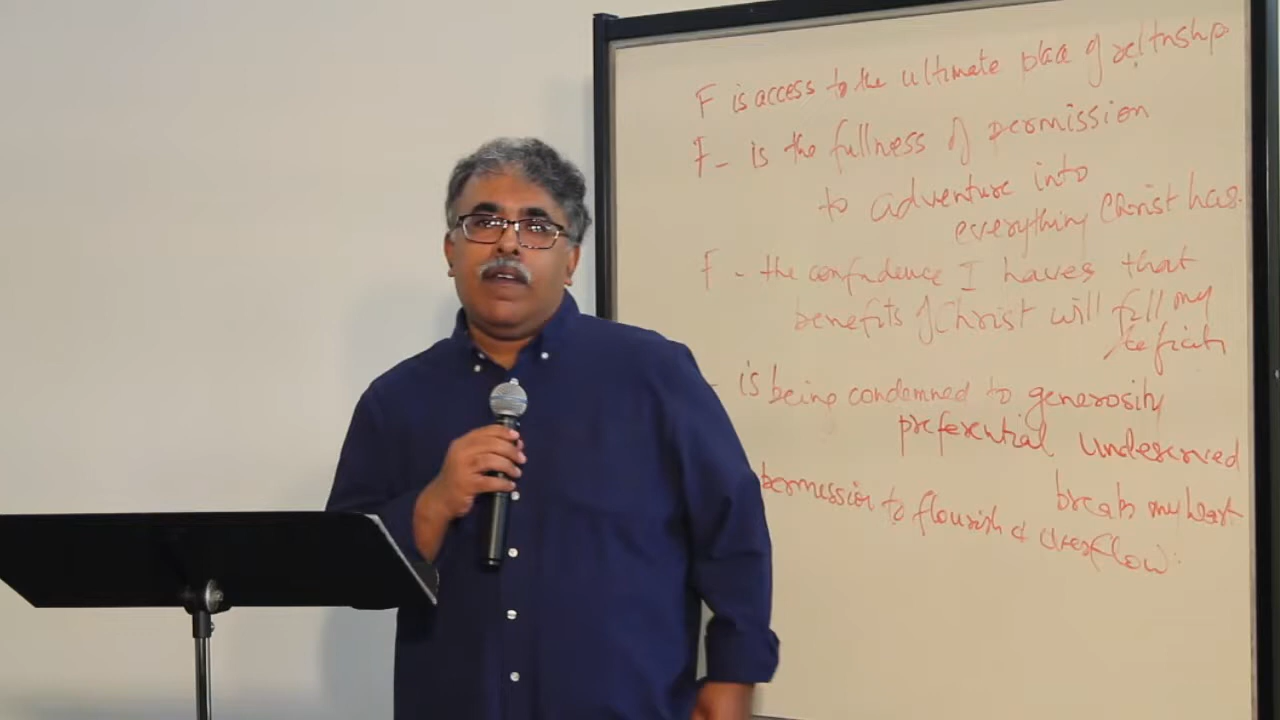 F is access to the ultimate place of reltnship
F - is the fullness of permission
to adventure into
everything Christ has.
F - the confidence I haves that
benefits of Christ will fill my
deficits
- is being condemned to generosity
preferential undeserved
breaks my heart
permission to flourish & overflow.